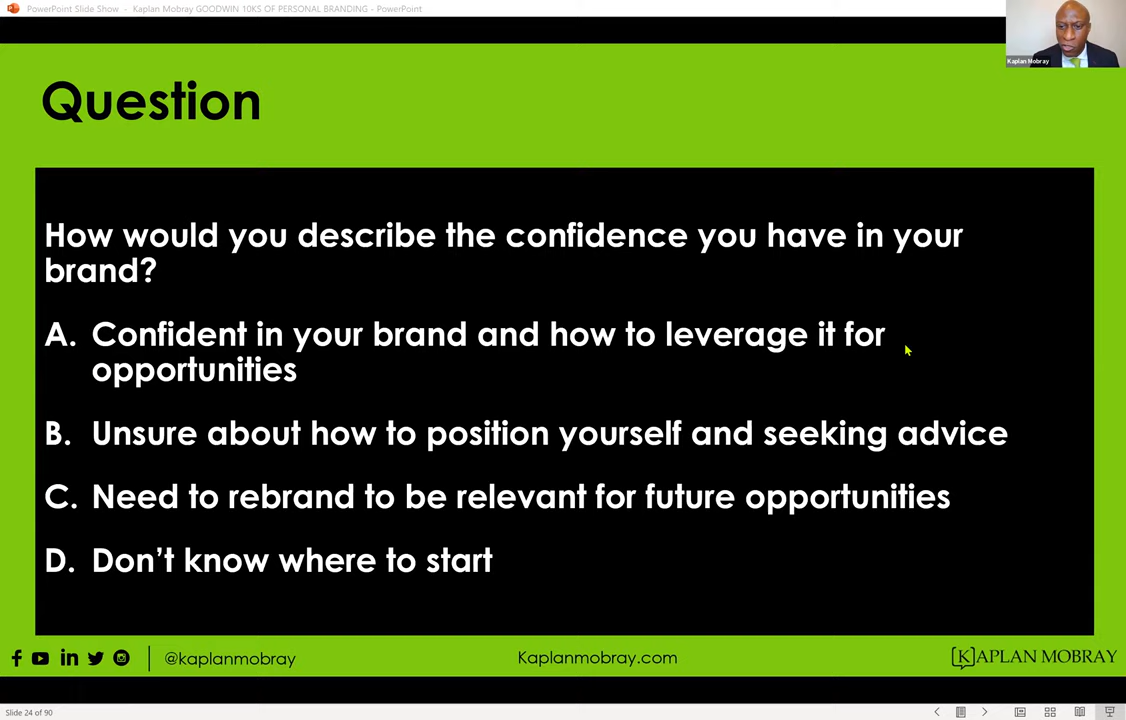 PowerPoint Slide Show - Kaplan Mobray GOODWIN 10KS OF PERSONAL BRANDING - PowerPoint
Kaplan Mobray
Question
How would you describe the confidence you have in your
brand?
A. Confident in your brand and how to leverage it for
opportunities
B. Unsure about how to position yourself and seeking advice
C. Need to rebrand to be relevant for future opportunities
D. Don’t know where to start
@kaplanmobray
Kaplanmobray.com
[K]APLAN MOBRAY
Slide 24 of 90